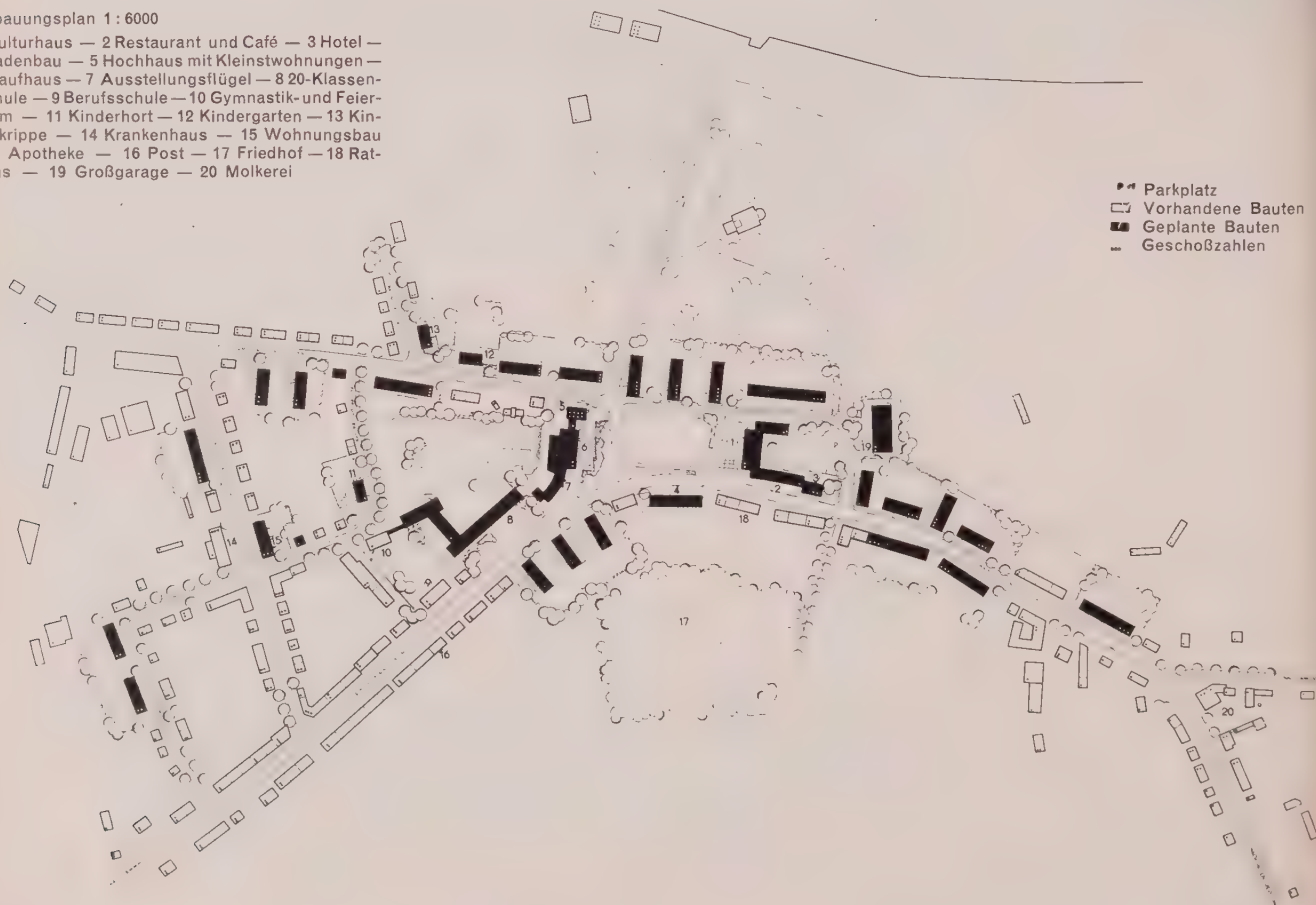 bauungsplan 1 : 6000
ulturhaus — 2 Restaurant und Café — 3 Hotel —
adenbau — 5 Hochhaus mit Kleinstwohnungen —
aufhaus — 7 Ausstellungsflügel — 8 20-Klassen-
hule — 9 Berufsschule — 10 Gymnastik- und Feier-
m — 11 Kinderhort — 12 Kindergarten — 13 Kin-
krippe — 14 Krankenhaus — 15 Wohnungsbau
Apotheke — 16 Post — 17 Friedhof — 18 Rat-
s — 19 Großgarage — 20 Molkerei
Parkplatz
Vorhandene Bauten
Geplante Bauten
Geschoßzahlen
13
12
5
6
1
19
11
7
4
2
3
8
18
14
15
10
9
17
16
20